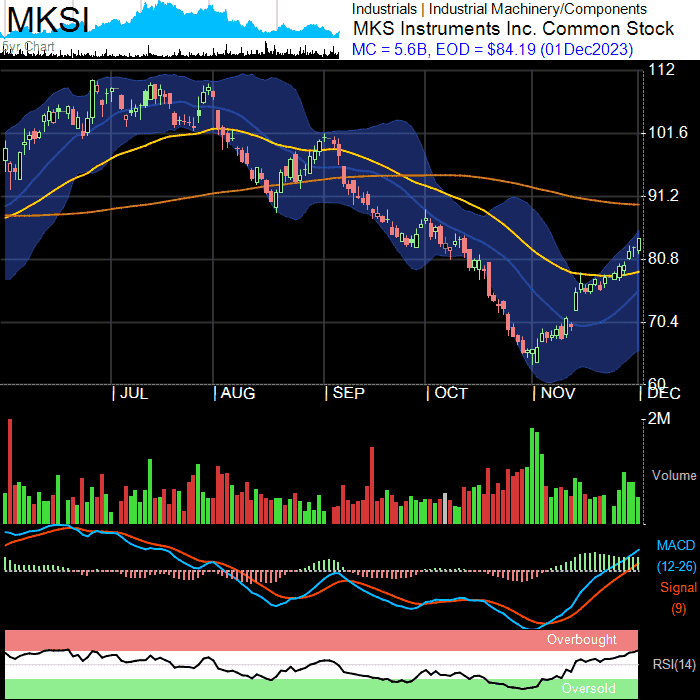 MKSI
5yr Chart
Industrials | Industrial Machinery/Components
MKS Instruments Inc. Common Stock
MC = 5.6B, EOD = $84.19 (01Dec2023)
112
101.6
91.2
80.8
70.4
60
JUL
AUG
SEP
OCT
NOV
DEC
2M
Volume
MACD
(12-26)
Signal
(9)
Overbought
RSI(14)
Oversold